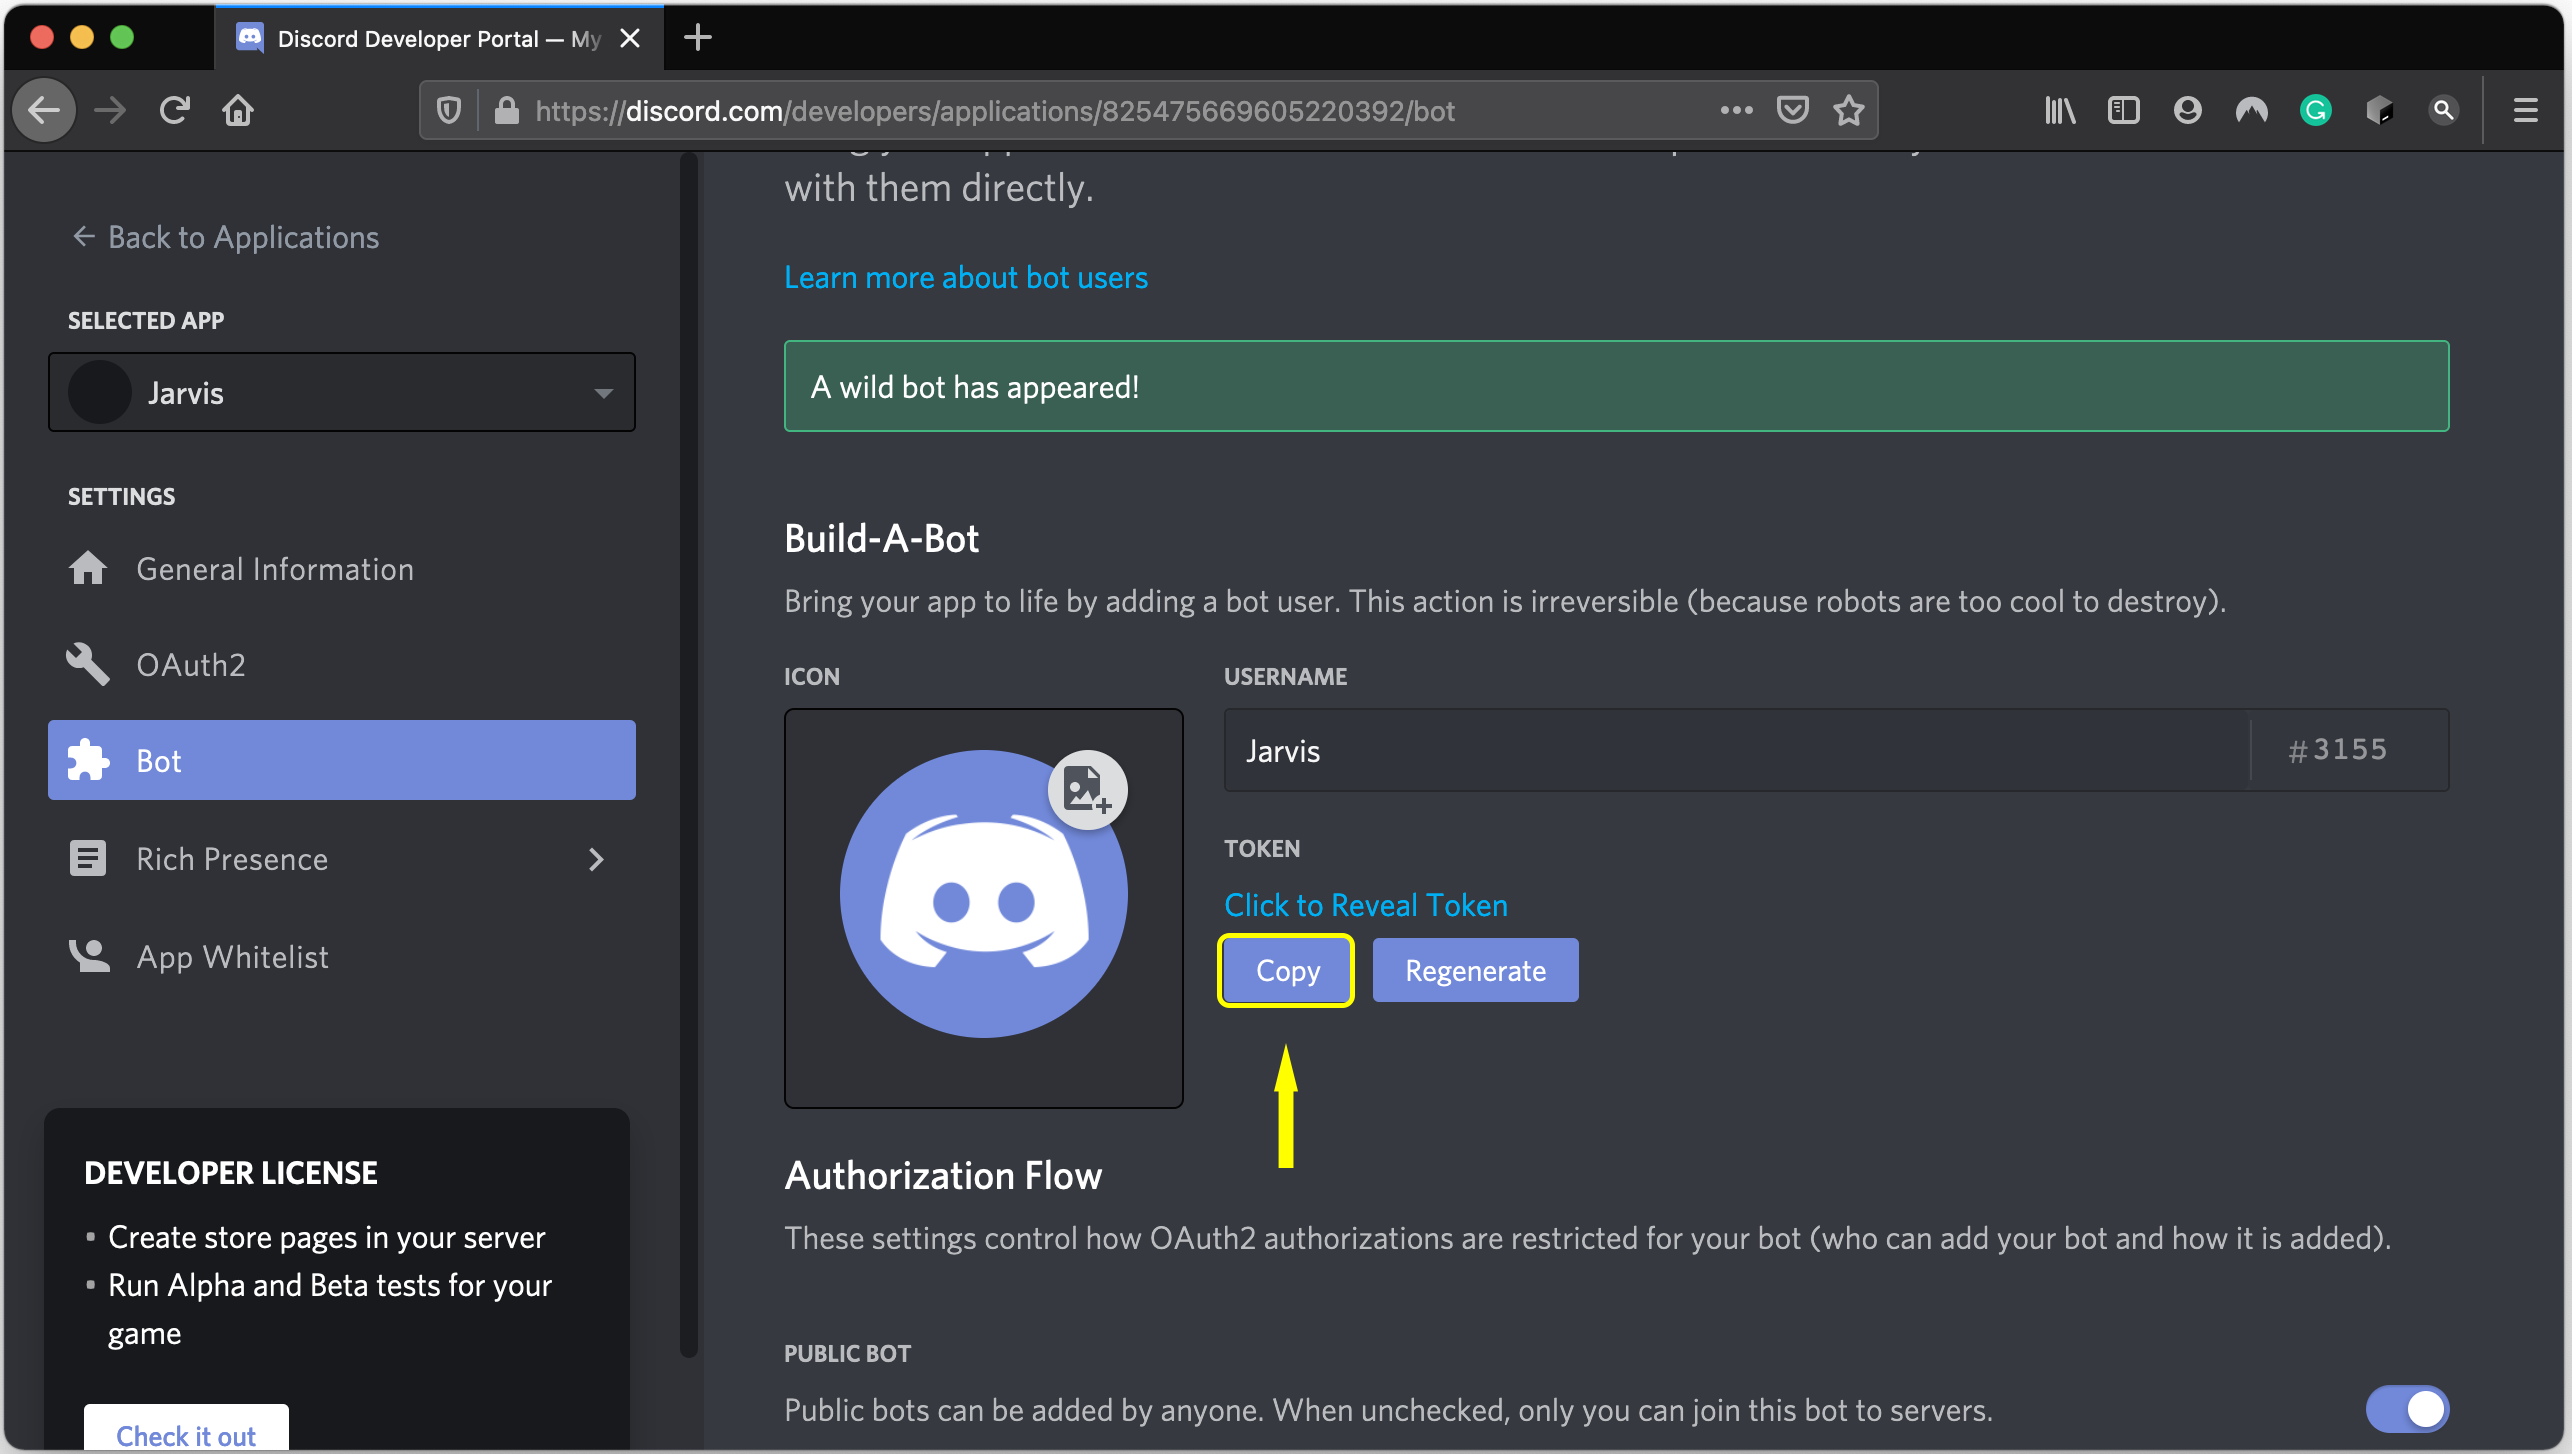 Discord Developer Portal — My
https://discord.com/developers/applications/825475669605220392/bot
with them directly.
Back to Applications
Learn more about bot users
SELECTED APP
Jarvis
A wild bot has appeared!
SETTINGS
General Information
OAuth2
Bot
Rich Presence
App Whitelist
Build-A-Bot
Bring your app to life by adding a bot user. This action is irreversible (because robots are too cool to destroy).
ICON
USERNAME
Jarvis
#3155
TOKEN
Click to Reveal Token
Copy
Regenerate
DEVELOPER LICENSE
Create store pages in your server
Run Alpha and Beta tests for your
game
Check it out
Authorization Flow
These settings control how OAuth2 authorizations are restricted for your bot (who can add your bot and how it is added).
PUBLIC BOT
Public bots can be added by anyone. When unchecked, only you can join this bot to servers.